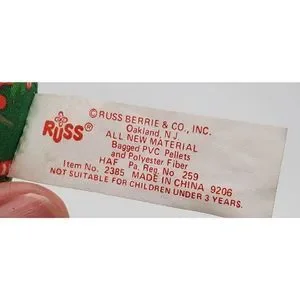 RUSS®
© RUSS BERRIE & CO., INC.
Oakland, N.J.
ALL NEW MATERIAL
Bagged PVC Pellets
and Polyester Fiber
HAF Pa. Reg. No. 259
Item No. 2385 MADE IN CHINA 9206
NOT SUITABLE FOR CHILDREN UNDER 3 YEARS.